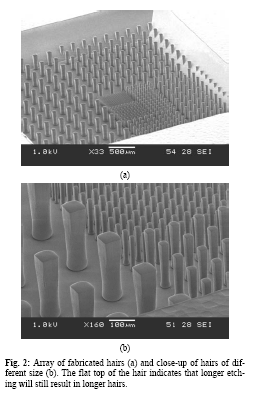 1.0kV X33 500μm 54 28 SEI
(a)
1.0kV X160 100μm 51 28 SEI
(b)
Fig. 2: Array of fabricated hairs (a) and close-up of hairs of dif-
ferent size (b). The flat top of the hair indicates that longer etch-
ing will still result in longer hairs.